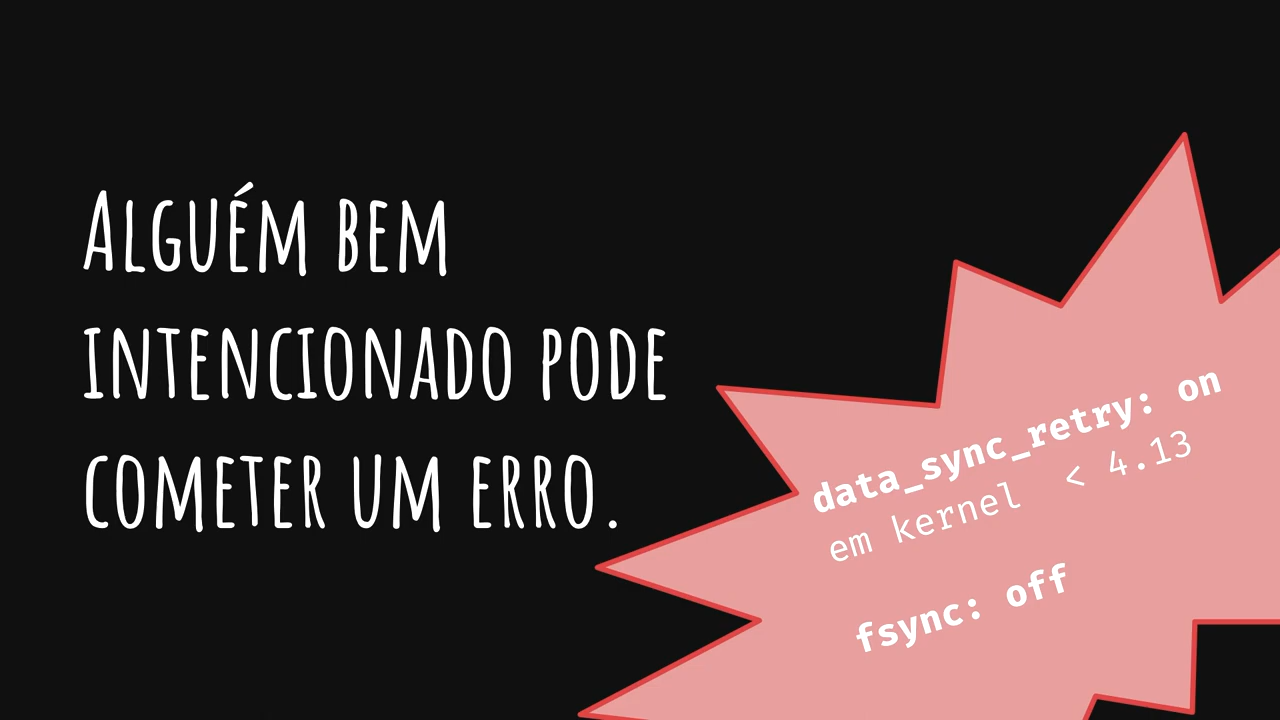 Alguém bem
intencionado pode
cometer um erro.
data_sync_retry: on
em kernel < 4.13
fsync: off